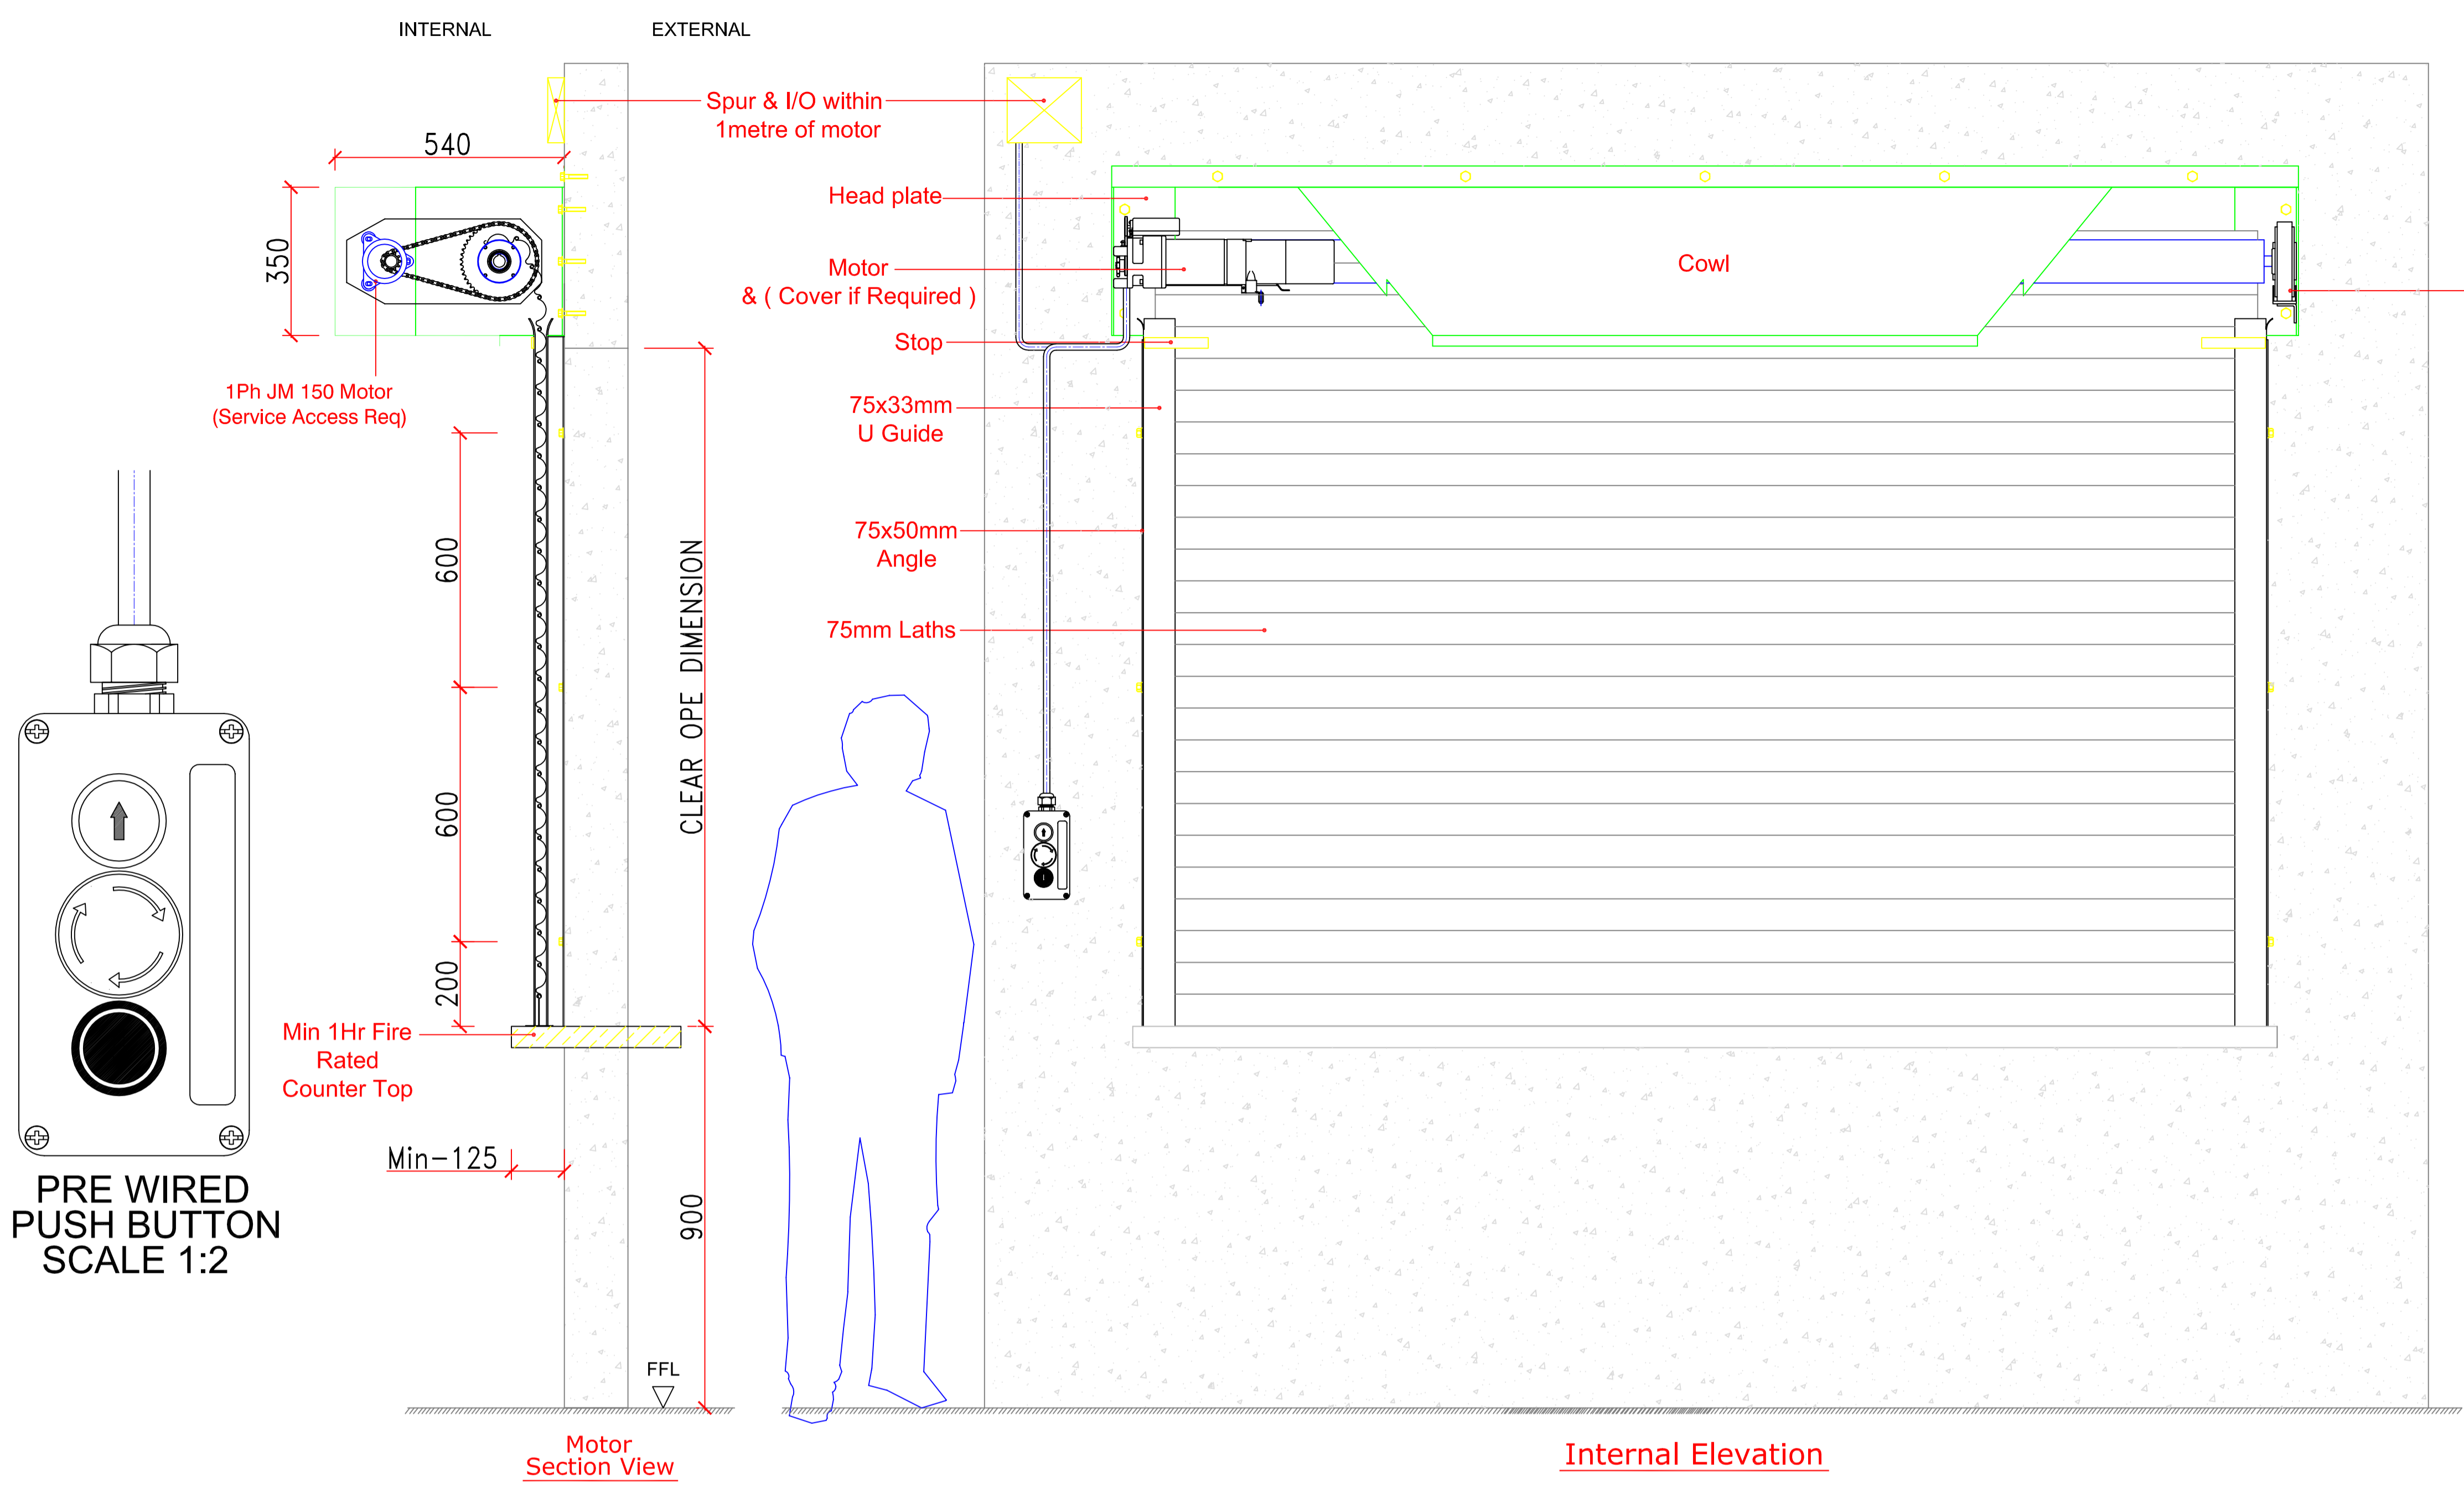 INTERNAL
EXTERNAL
Spur & I/O within
1metre of motor
540
350
Head plate
Motor
& ( Cover if Required )
Cowl
Stop
1Ph JM 150 Motor
(Service Access Req)
75x33mm
U Guide
600
CLEAR OPE DIMENSION
75x50mm
Angle
75mm Laths
600
200
Min 1Hr Fire
Rated
Counter Top
Min-125
900
PRE WIRED
PUSH BUTTON
SCALE 1:2
FFL
Motor
Section View
Internal Elevation